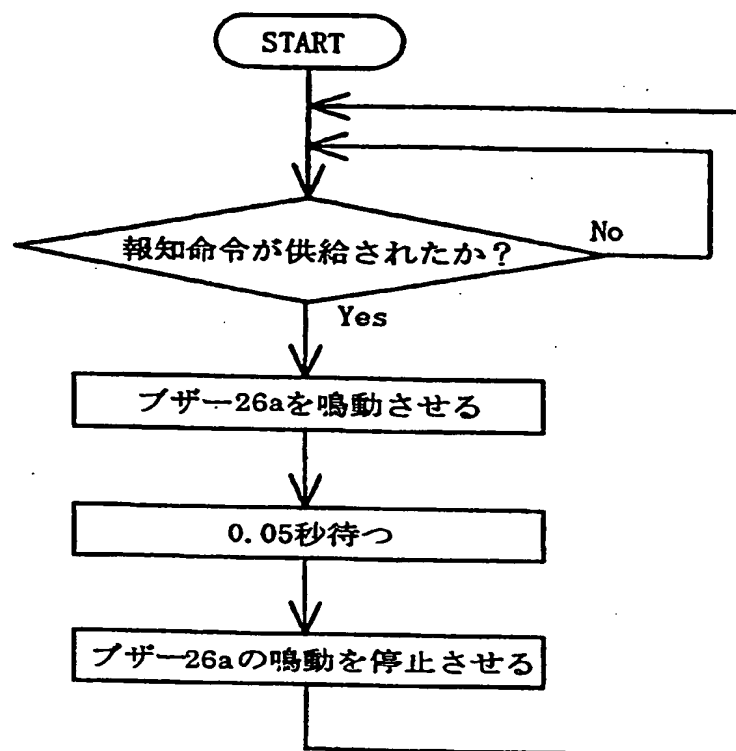 START
報知命令が供給されたか？
No
Yes
ブザー26aを鳴動させる
0.05秒待つ
ブザー26aの鳴動を停止させる